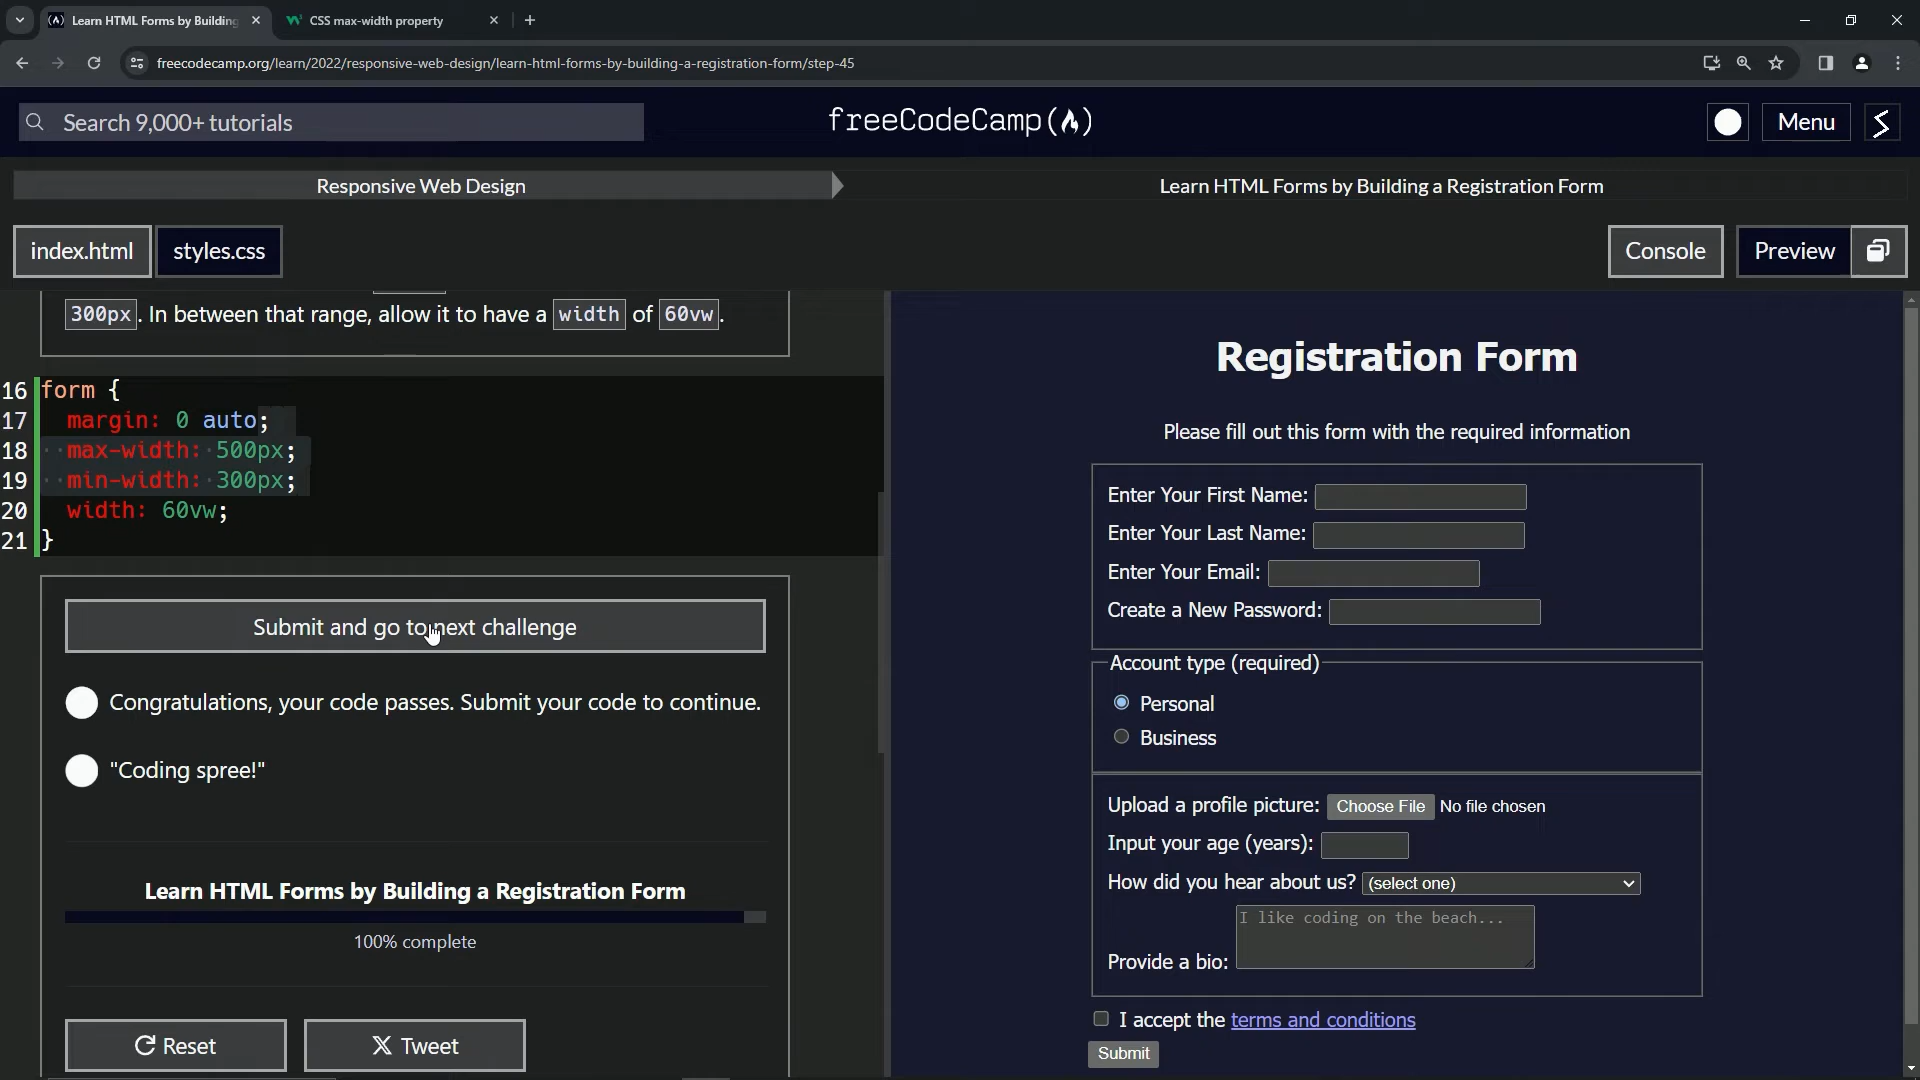 Learn HTML Forms by Building
CSS max-width property
freecodecamp.org/learn/2022/responsive-web-design/learn-html-forms-by-building-a-registration-form/step-45
Search 9,000+ tutorials
freeCodeCamp
Menu
Responsive Web Design
Learn HTML Forms by Building a Registration Form
index.html
styles.css
Console
Preview
300px. In between that range, allow it to have a width of 60vw.
16 form {
17 margin: 0 auto;
18 max-width: 500px;
19 min-width: 300px;
20 width: 60vw;
21 }
Submit and go to next challenge
Congratulations, your code passes. Submit your code to continue.
"Coding spree!"
Learn HTML Forms by Building a Registration Form
100% complete
Reset
Tweet
Registration Form
Please fill out this form with the required information
Enter Your First Name:
Enter Your Last Name:
Enter Your Email:
Create a New Password:
Account type (required)
Personal
Business
Upload a profile picture: Choose File No file chosen
Input your age (years):
How did you hear about us? (select one)
I like coding on the beach...
Provide a bio:
I accept the terms and conditions
Submit